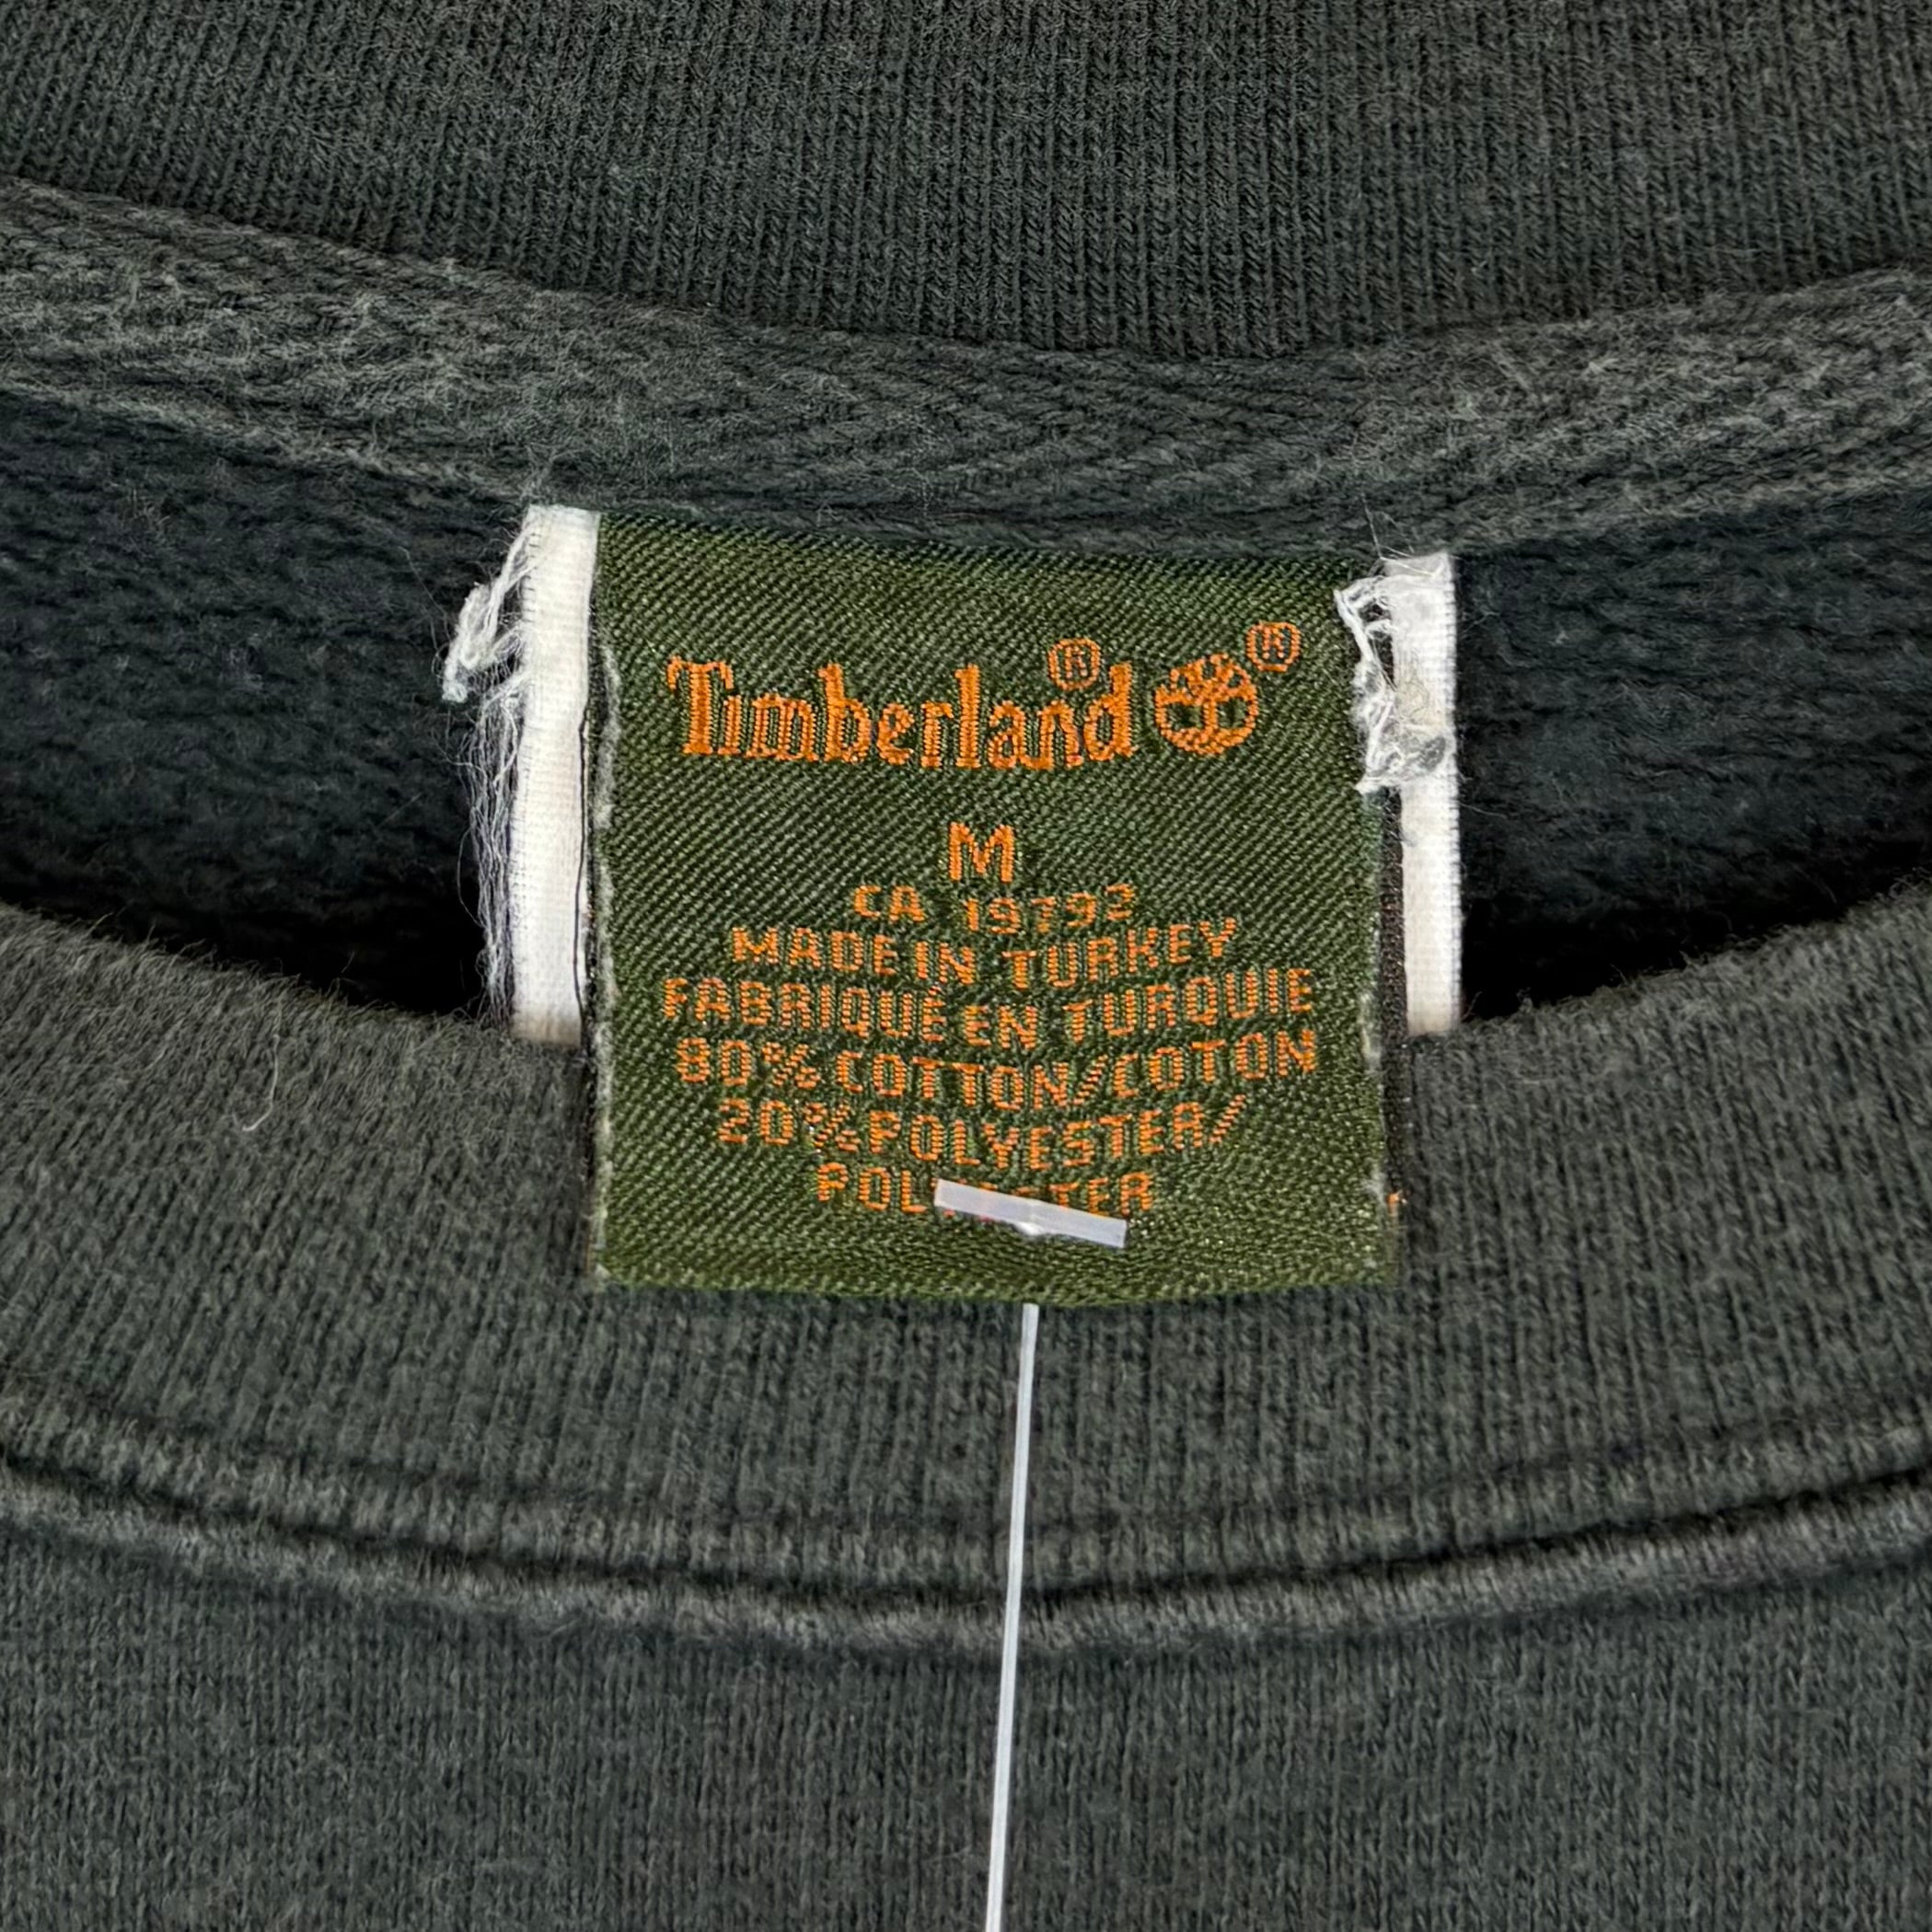 Timberland® ®
M
CA 19792
MADE IN TURKEY
FABRIQUÉ EN TURQUIE
80% COTTON/COTON
20% POLYESTER/